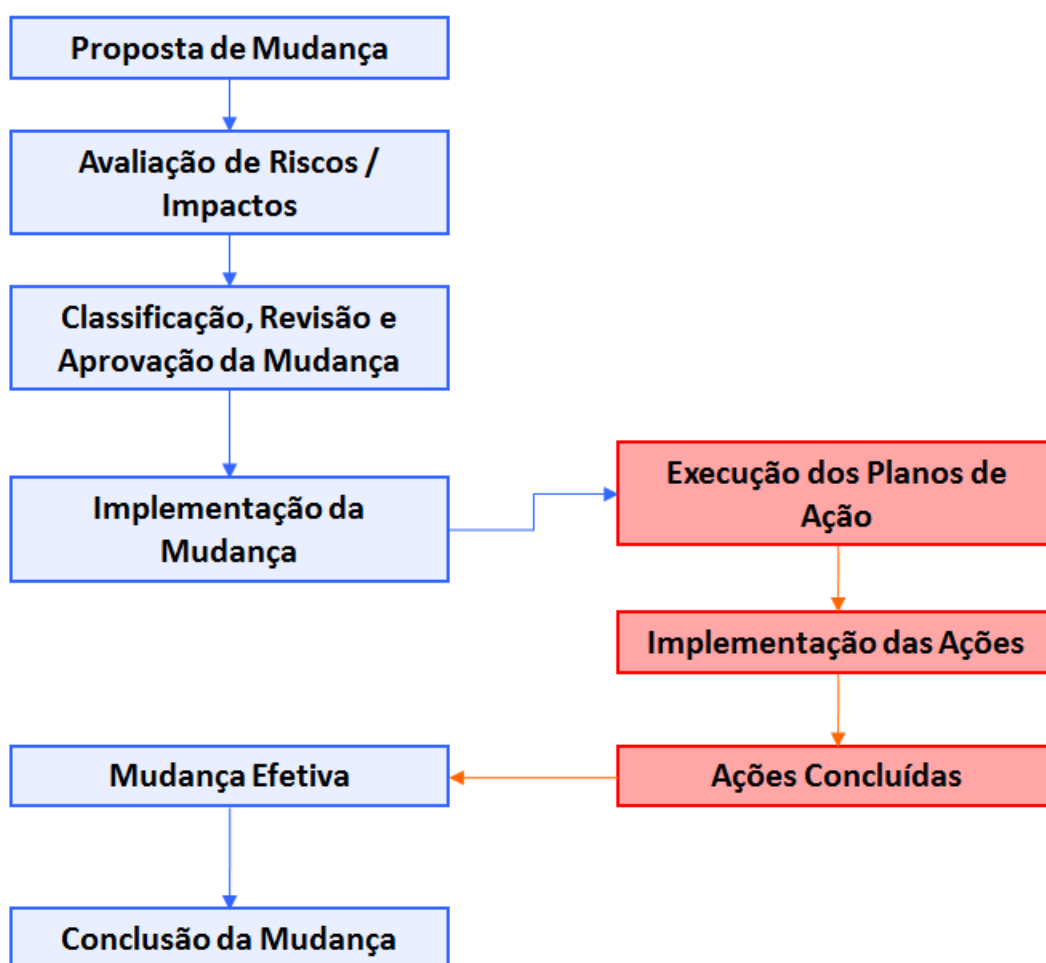 Proposta de Mudança
Avaliação de Riscos /
Impactos
Classificação, Revisão e
Aprovação da Mudança
Implementação da
Mudança
Execução dos Planos de
Ação
Implementação das Ações
Ações Concluídas
Mudança Efetiva
Conclusão da Mudança